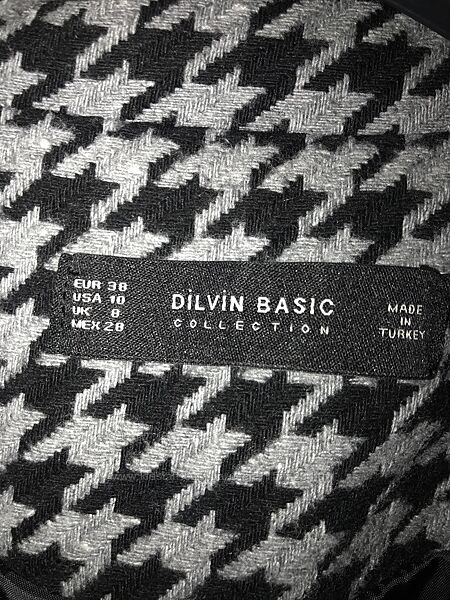 EUR 38
USA 10
UK 8
MEX 28
DİLVİN BASIC
COLLECTION
MADE
IN
TURKEY